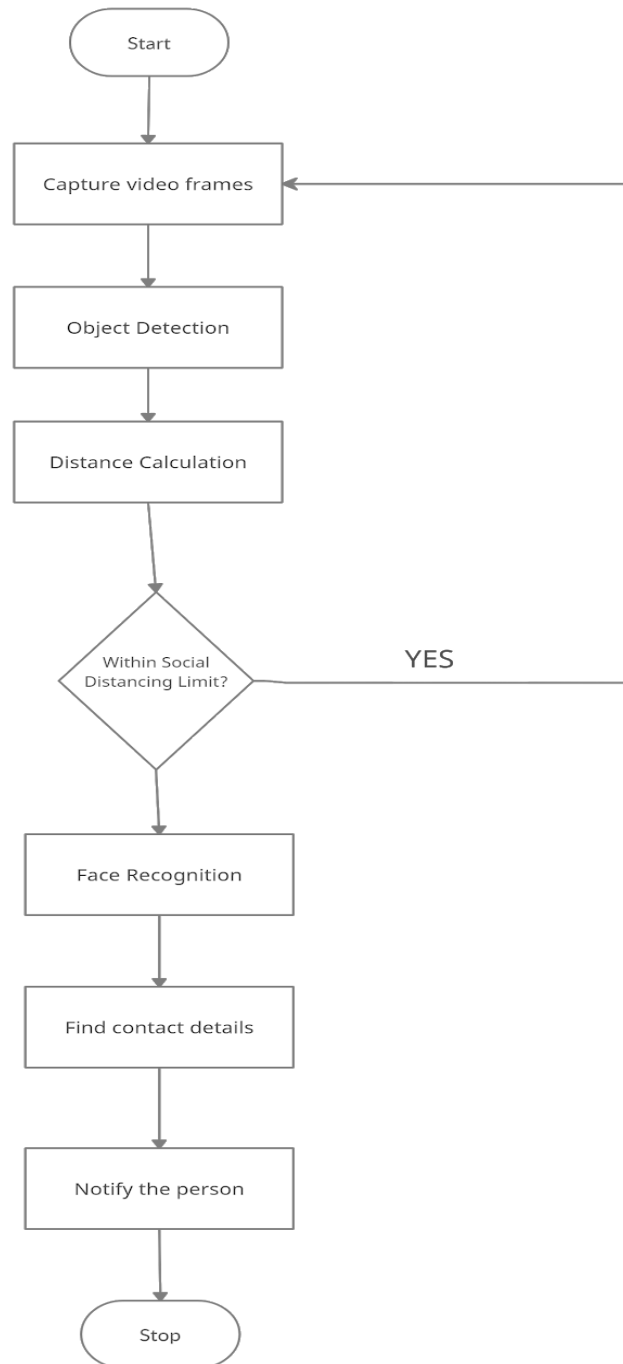 Start
Capture video frames
Object Detection
Distance Calculation
Within Social
Distancing Limit?
YES
Face Recognition
Find contact details
Notify the person
Stop